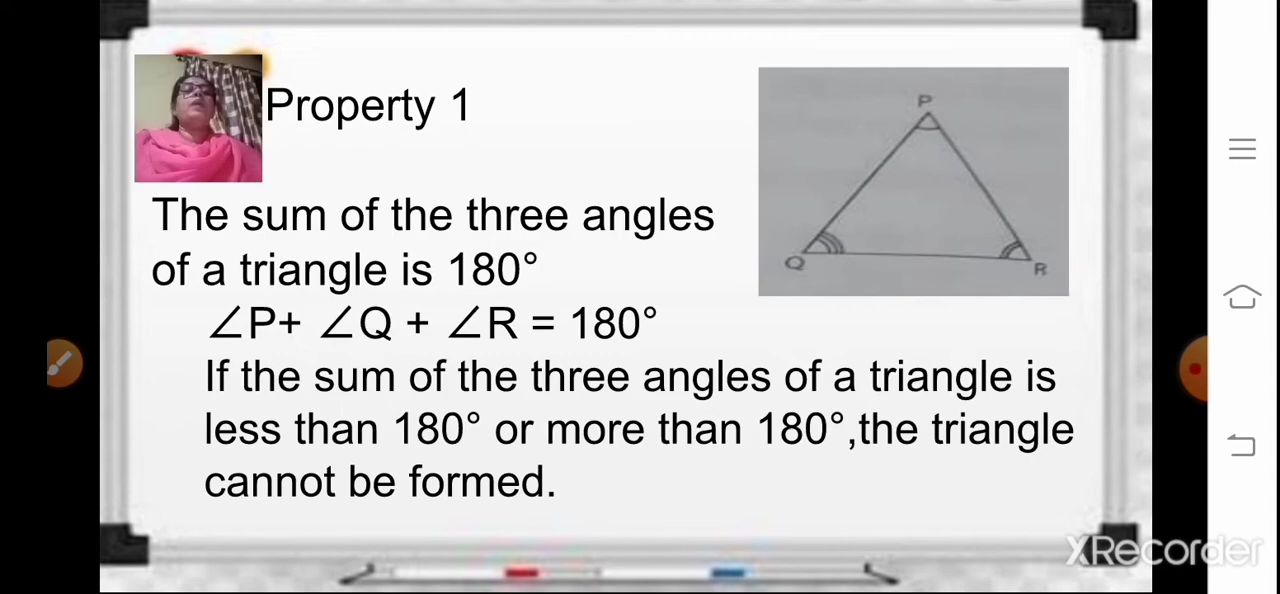 Property 1
P
Q
R
The sum of the three angles
of a triangle is 180°
∠P+ ∠Q + ∠R = 180°
If the sum of the three angles of a triangle is
less than 180° or more than 180°,the triangle
cannot be formed.
XRecorder